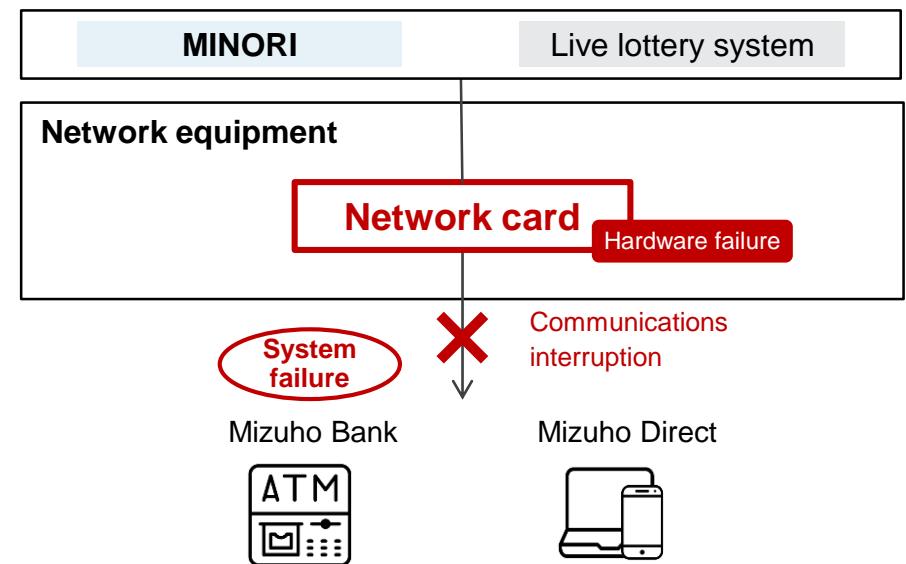 MINORI
Live lottery system
Network equipment
Network card
Hardware failure
Communications
interruption
System
failure
Mizuho Bank
Mizuho Direct
ATM